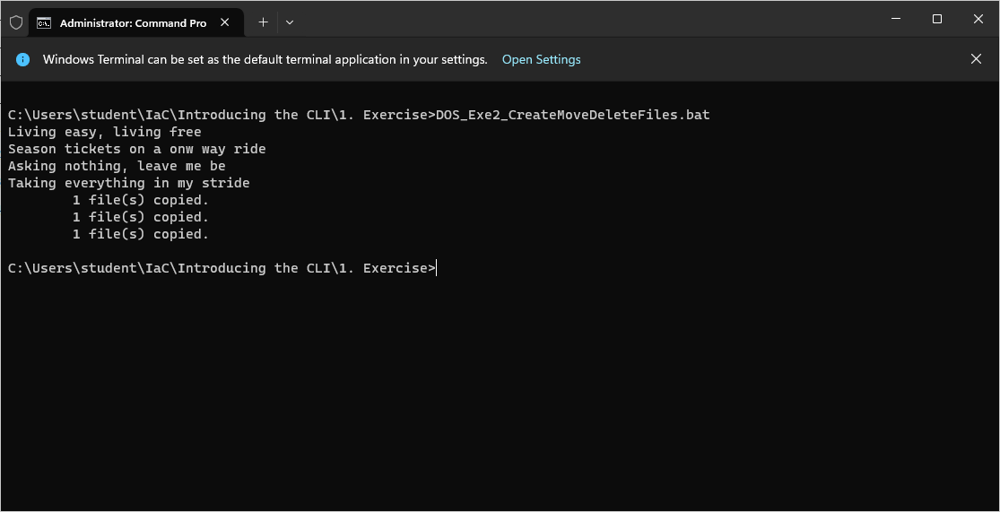 Administrator: Command Pro
Windows Terminal can be set as the default terminal application in your settings. Open Settings
C:\Users\student\IaC\Introducing the CLI\1. Exercise>DOS_Exe2_CreateMoveDeleteFiles.bat
Living easy, living free
Season tickets on a onw way ride
Asking nothing, leave me be
Taking everything in my stride
        1 file(s) copied.
        1 file(s) copied.
        1 file(s) copied.
C:\Users\student\IaC\Introducing the CLI\1. Exercise>